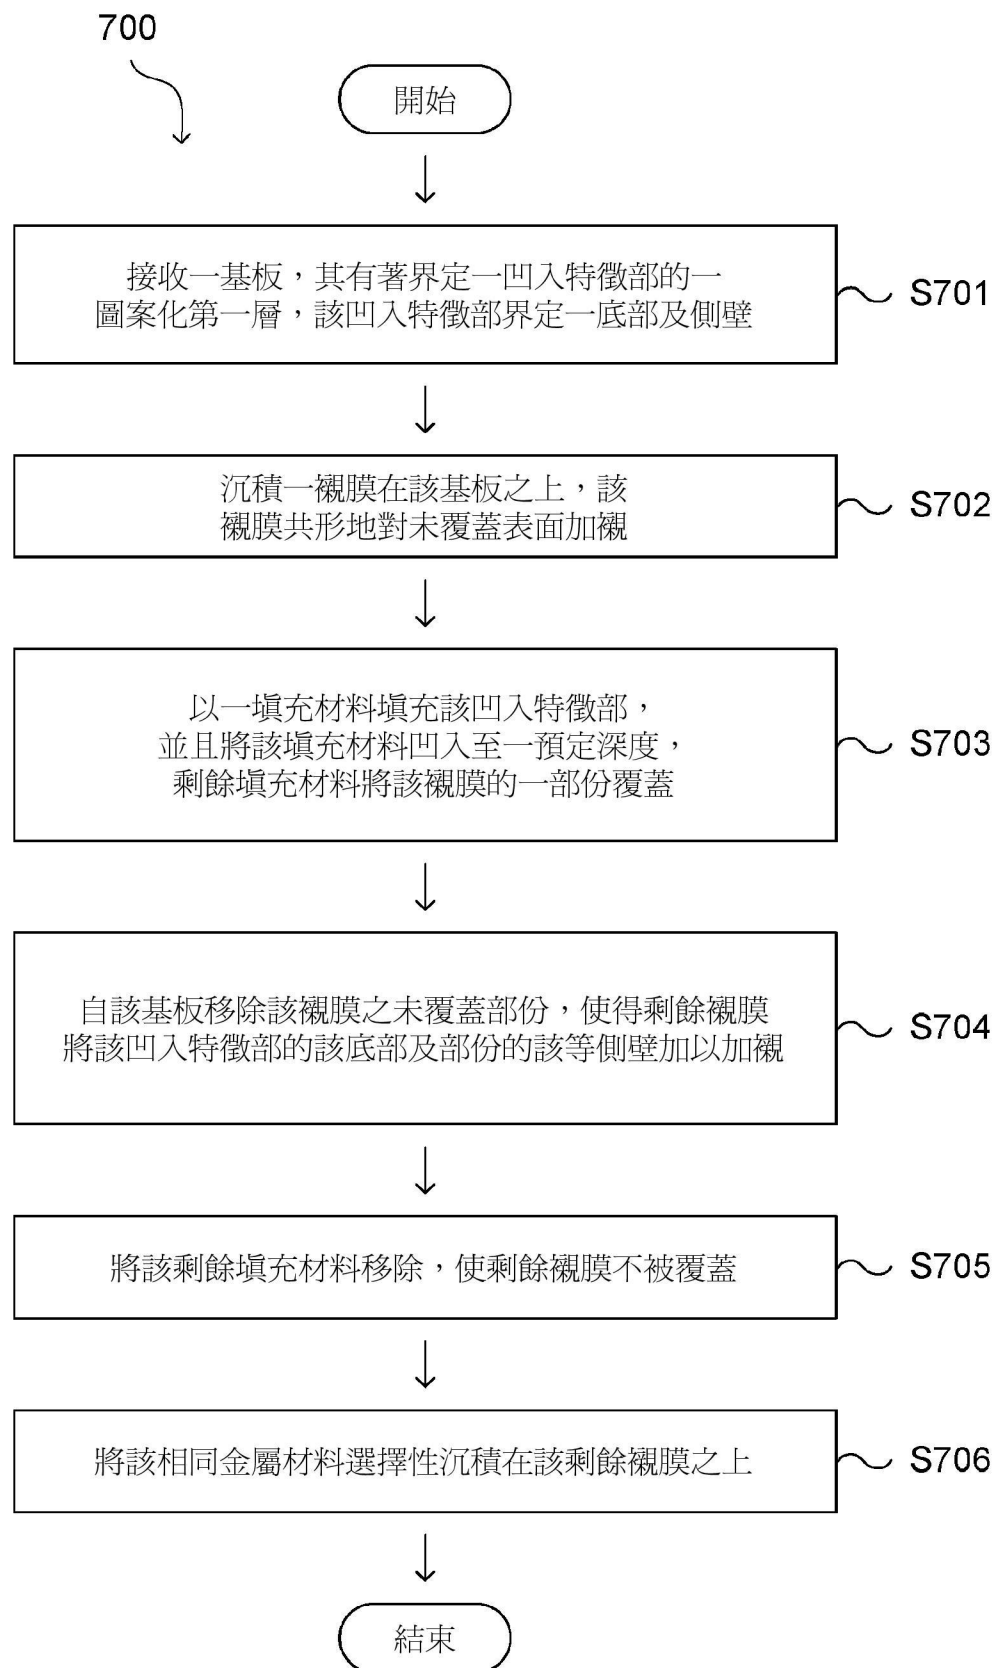 700
開始
接收一基板，其有著界定一凹入特徵部的一
圖案化第一層，該凹入特徵部界定一底部及側壁
S701
沉積一襯膜在該基板之上，該
襯膜共形地對未覆蓋表面加襯
S702
以一填充材料填充該凹入特徵部，
並且將該填充材料凹入至一預定深度，
剩餘填充材料將該襯膜的一部份覆蓋
S703
自該基板移除該襯膜之未覆蓋部份，使得剩餘襯膜
將該凹入特徵部的該底部及部份的該等側壁加以加襯
S704
將該剩餘填充材料移除，使剩餘襯膜不被覆蓋
S705
將該相同金屬材料選擇性沉積在該剩餘襯膜之上
S706
結束